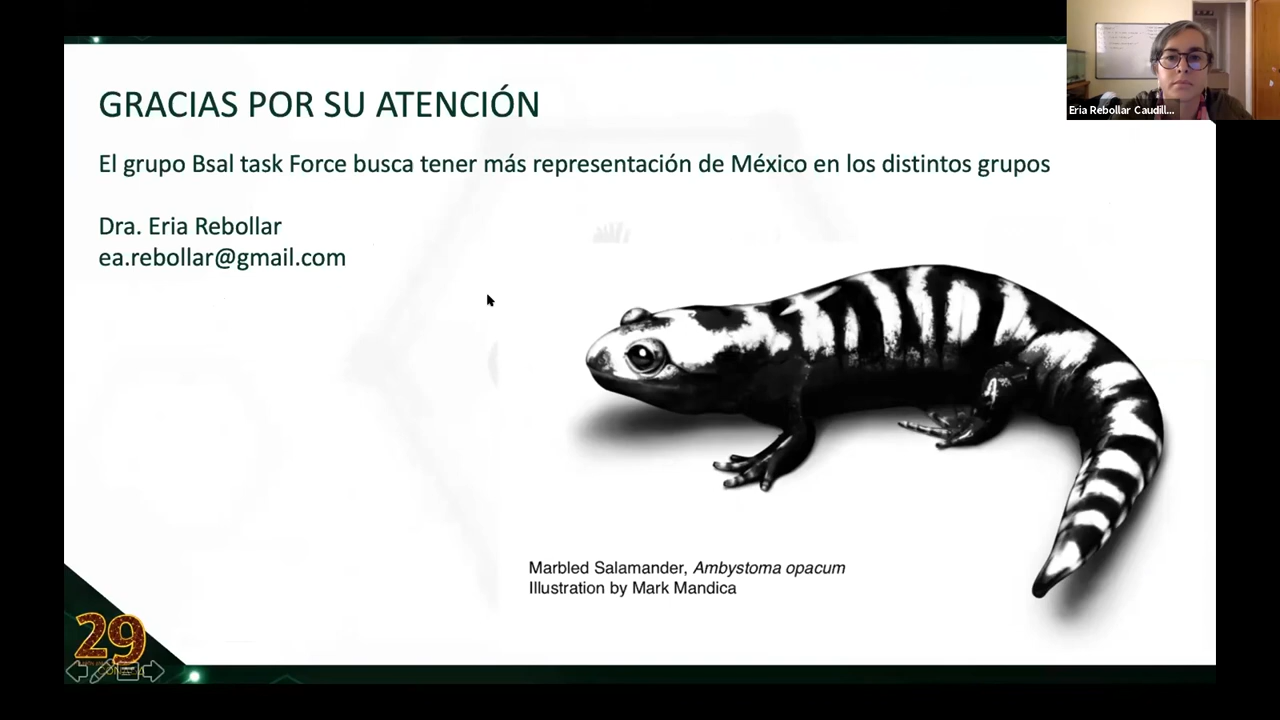 GRACIAS POR SU ATENCIÓN
El grupo Bsal task Force busca tener más representación de México en los distintos grupos
Dra. Eria Rebollar
ea.rebollar@gmail.com
Eria Rebollar Caudill...
Marbled Salamander, Ambystoma opacum
Illustration by Mark Mandica
29